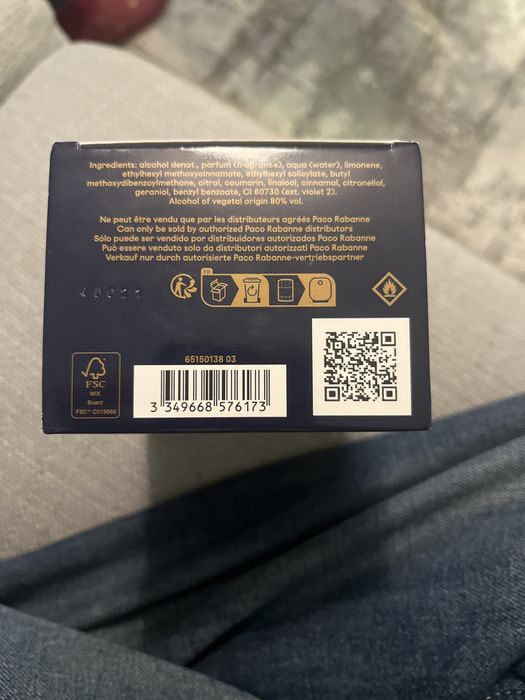 Ingredients: alcohol denat., parfum (fragrance), aqua (water), limonene,
ethylhexyl methoxycinnamate, ethylhexyl salicylate, butyl
methoxydibenzoylmethane, citral, coumarin, linalool, cinnamal, citronellol,
geraniol, benzyl benzoate, CI 60730 (ext. violet 2).
Alcohol of vegetal origin 80% vol.
Ne peut être vendu que par les distributeurs agréés Paco Rabanne
Can only be sold by authorized Paco Rabanne distributors
Sólo puede ser vendido por distribuidores autorizados Paco Rabanne
Può essere venduto solo da distributori autorizzati Paco Rabanne
Verkauf nur durch autorisierte Paco Rabanne-vertriebspartner
FR
65150138 03
FSC
MIX
Board
FSC® C015669
3 349668 576173